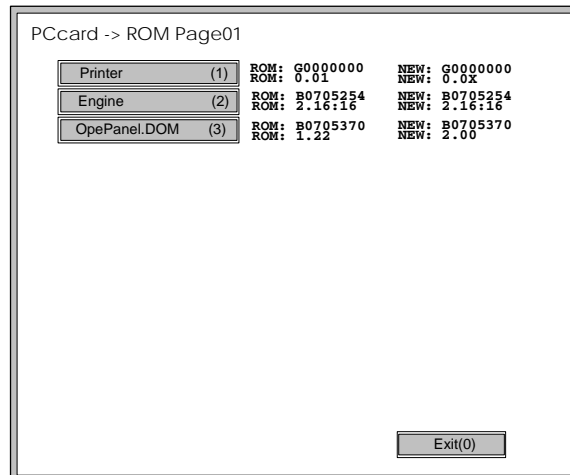 PCcard -> ROM Page01
Printer (1) ROM: G0000000 NEW: G0000000
ROM: 0.01 NEW: 0.0X
Engine (2) ROM: B0705254 NEW: B0705254
ROM: 2.16:16 NEW: 2.16:16
OpePanel.DOM (3) ROM: B0705370 NEW: B0705370
ROM: 1.22 NEW: 2.00
Exit(0)